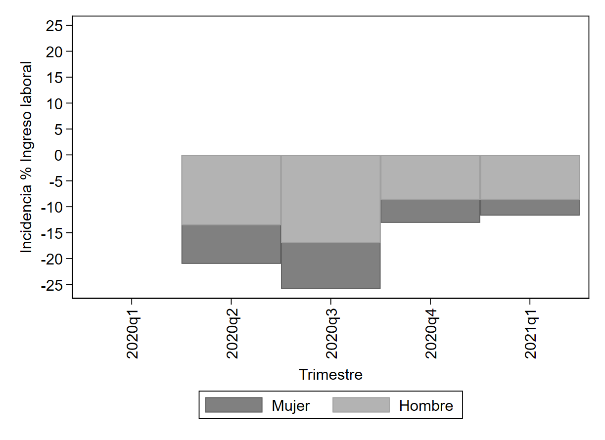 Incidencia % Ingreso laboral
25
20
15
10
5
0
-5
-10
-15
-20
-25
2020q1
2020q2
2020q3
2020q4
2021q1
Trimestre
Mujer
Hombre